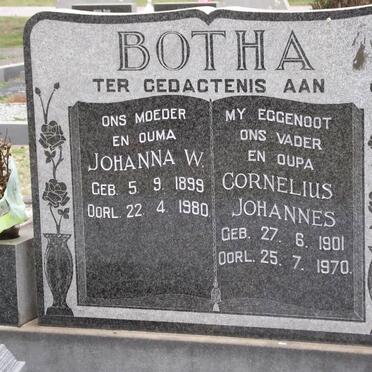 BOTHA
TER GEDACTENIS AAN
ONS MOEDER
EN OUMA
JOHANNA W.
GEB. 5. 9. 1899
OORL. 22. 4. 1980
MY EGGENOOT
ONS VADER
EN OUPA
CORNELIUS
JOHANNES
GEB. 27. 6. 1901
OORL. 25. 7. 1970.